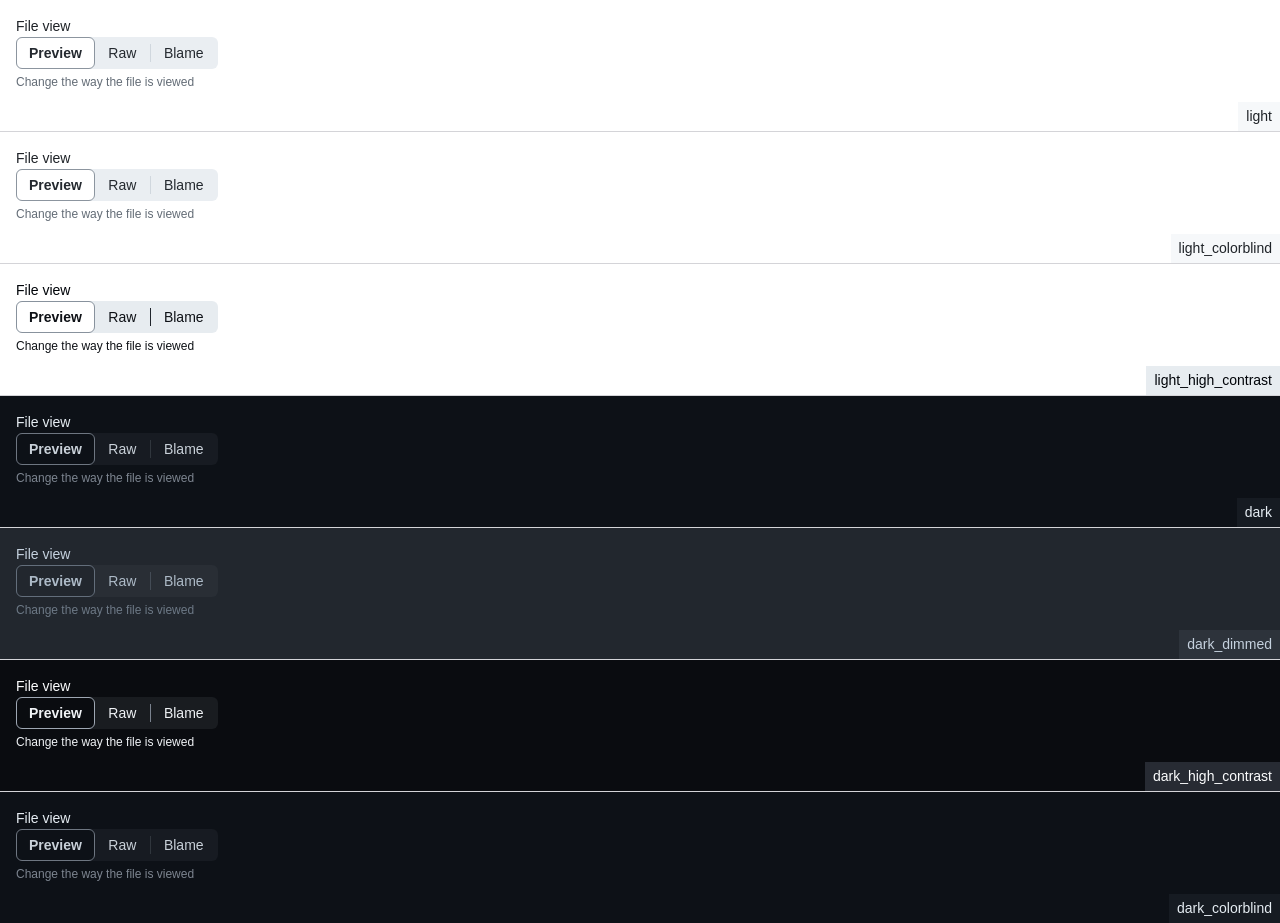 File view
Preview Raw Blame
Change the way the file is viewed
light
File view
Preview Raw Blame
Change the way the file is viewed
light_colorblind
File view
Preview Raw Blame
Change the way the file is viewed
light_high_contrast
File view
Preview Raw Blame
Change the way the file is viewed
dark
File view
Preview Raw Blame
Change the way the file is viewed
dark_dimmed
File view
Preview Raw Blame
Change the way the file is viewed
dark_high_contrast
File view
Preview Raw Blame
Change the way the file is viewed
dark_colorblind